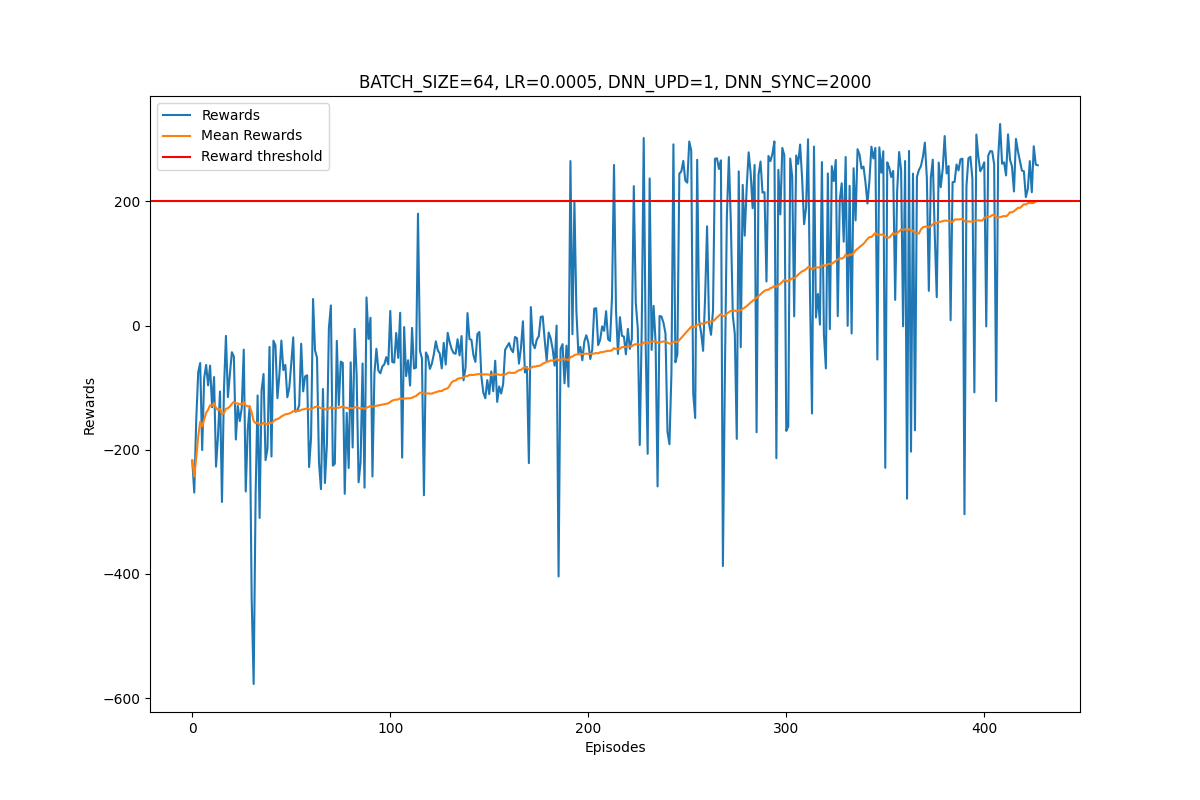 BATCH_SIZE=64, LR=0.0005, DNN_UPD=1, DNN_SYNC=2000
Rewards
Mean Rewards
Reward threshold
200
0
−200
−400
−600
Rewards
0 100 200 300 400
Episodes